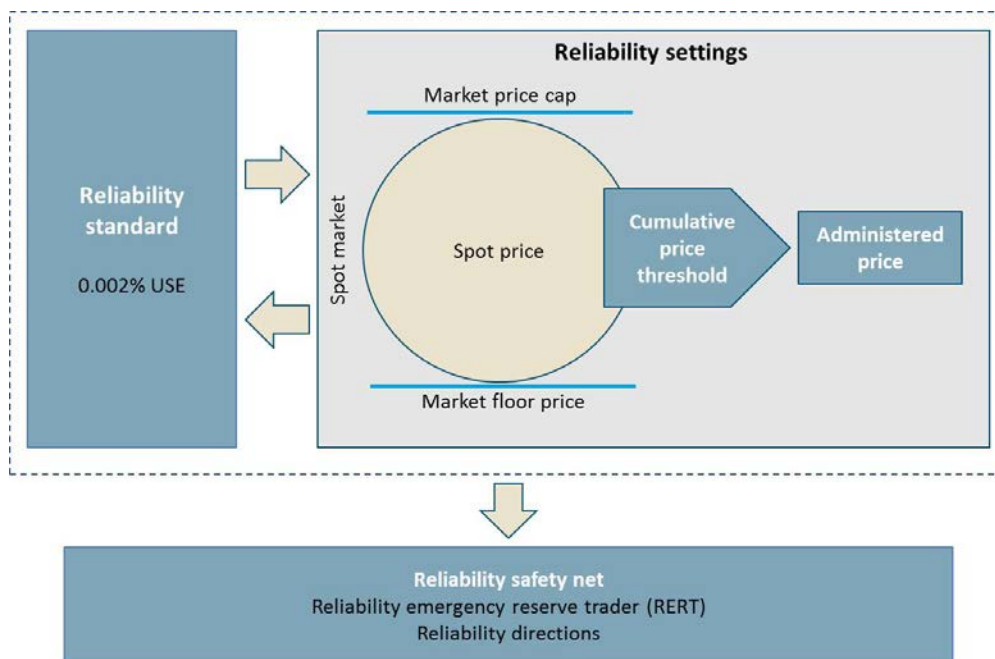 Reliability
standard
0.002% USE
Reliability settings
Market price cap
Spot market
Spot price
Cumulative
price
threshold
Administered
price
Market floor price
Reliability safety net
Reliability emergency reserve trader (RERT)
Reliability directions